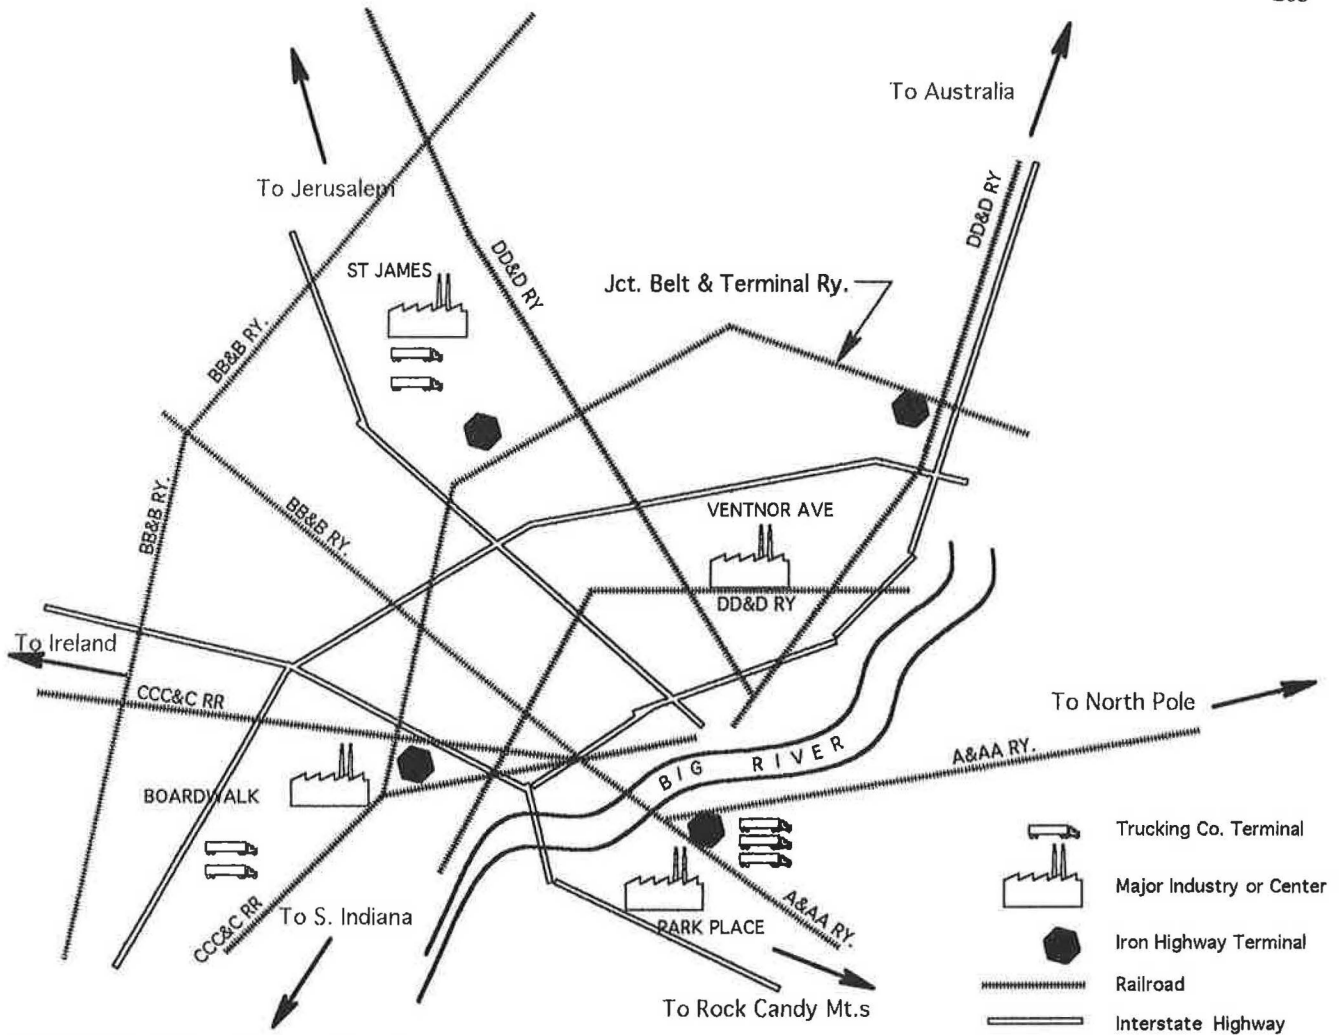 To Australia
To Jerusalem
DD&D RY
ST JAMES
DD&D RY
Jct. Belt & Terminal Ry.
BB&B RY.
BB&B RY.
BB&B RY.
VENTNOR AVE
DD&D RY
To Ireland
CCC&C RR
To North Pole
BIG RIVER
A&AA RY.
BOARDWALK
Trucking Co. Terminal
Major Industry or Center
To S. Indiana
CCC&C RR
PARK PLACE
A&AA RY.
Iron Highway Terminal
Railroad
To Rock Candy Mt.s
Interstate Highway